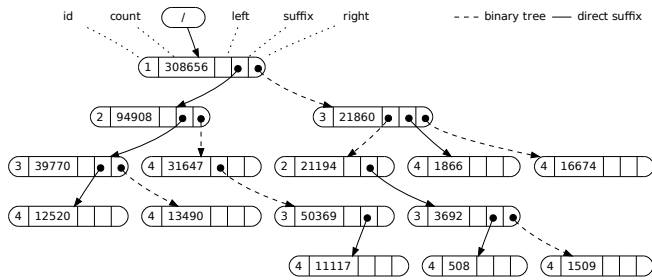 id count / left suffix right binary tree direct suffix
1 308656
2 94908 3 21860
3 39770 4 31647 2 21194 4 1866 4 16674
4 12520 4 13490 3 50369 3 3692
4 11117 4 508 4 1509